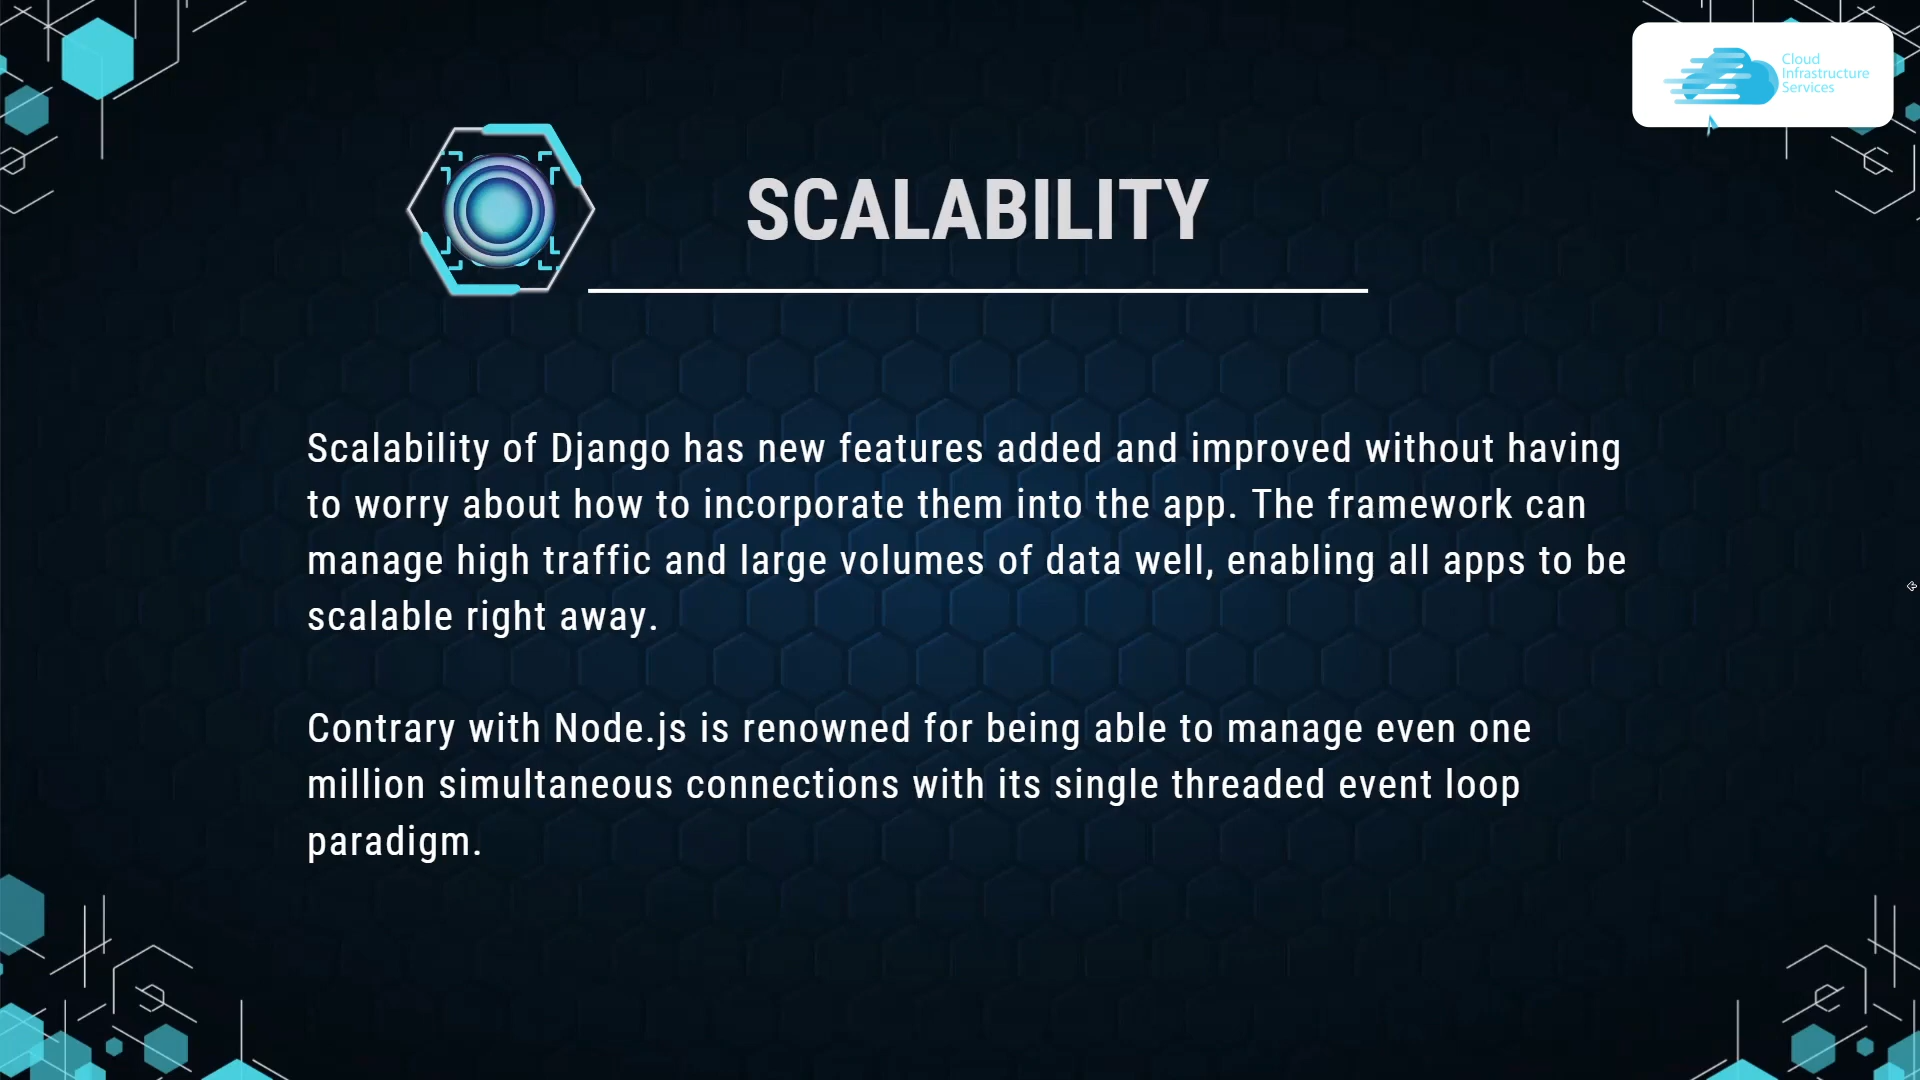 Cloud
Infrastructure
Services
SCALABILITY
Scalability of Django has new features added and improved without having
to worry about how to incorporate them into the app. The framework can
manage high traffic and large volumes of data well, enabling all apps to be
scalable right away.
Contrary with Node.js is renowned for being able to manage even one
million simultaneous connections with its single threaded event loop
paradigm.